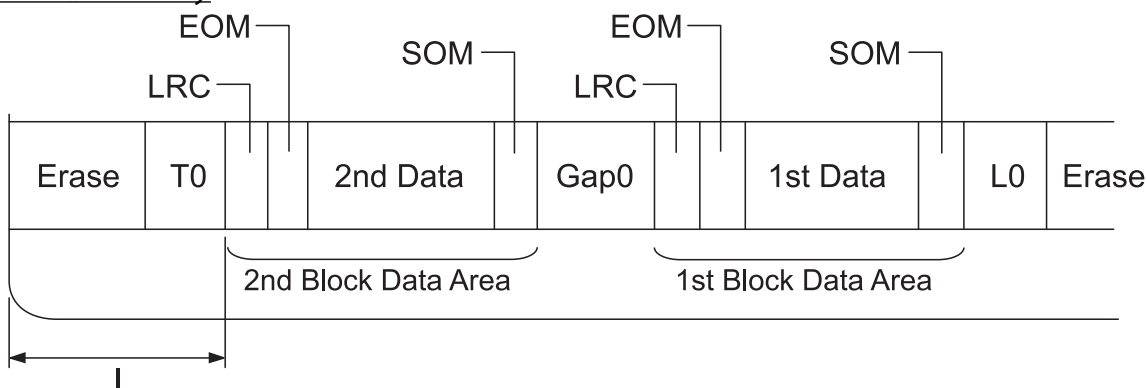 EOM
EOM
SOM
SOM
LRC
LRC
Erase T0 2nd Data Gap0 1st Data L0 Erase
2nd Block Data Area 1st Block Data Area